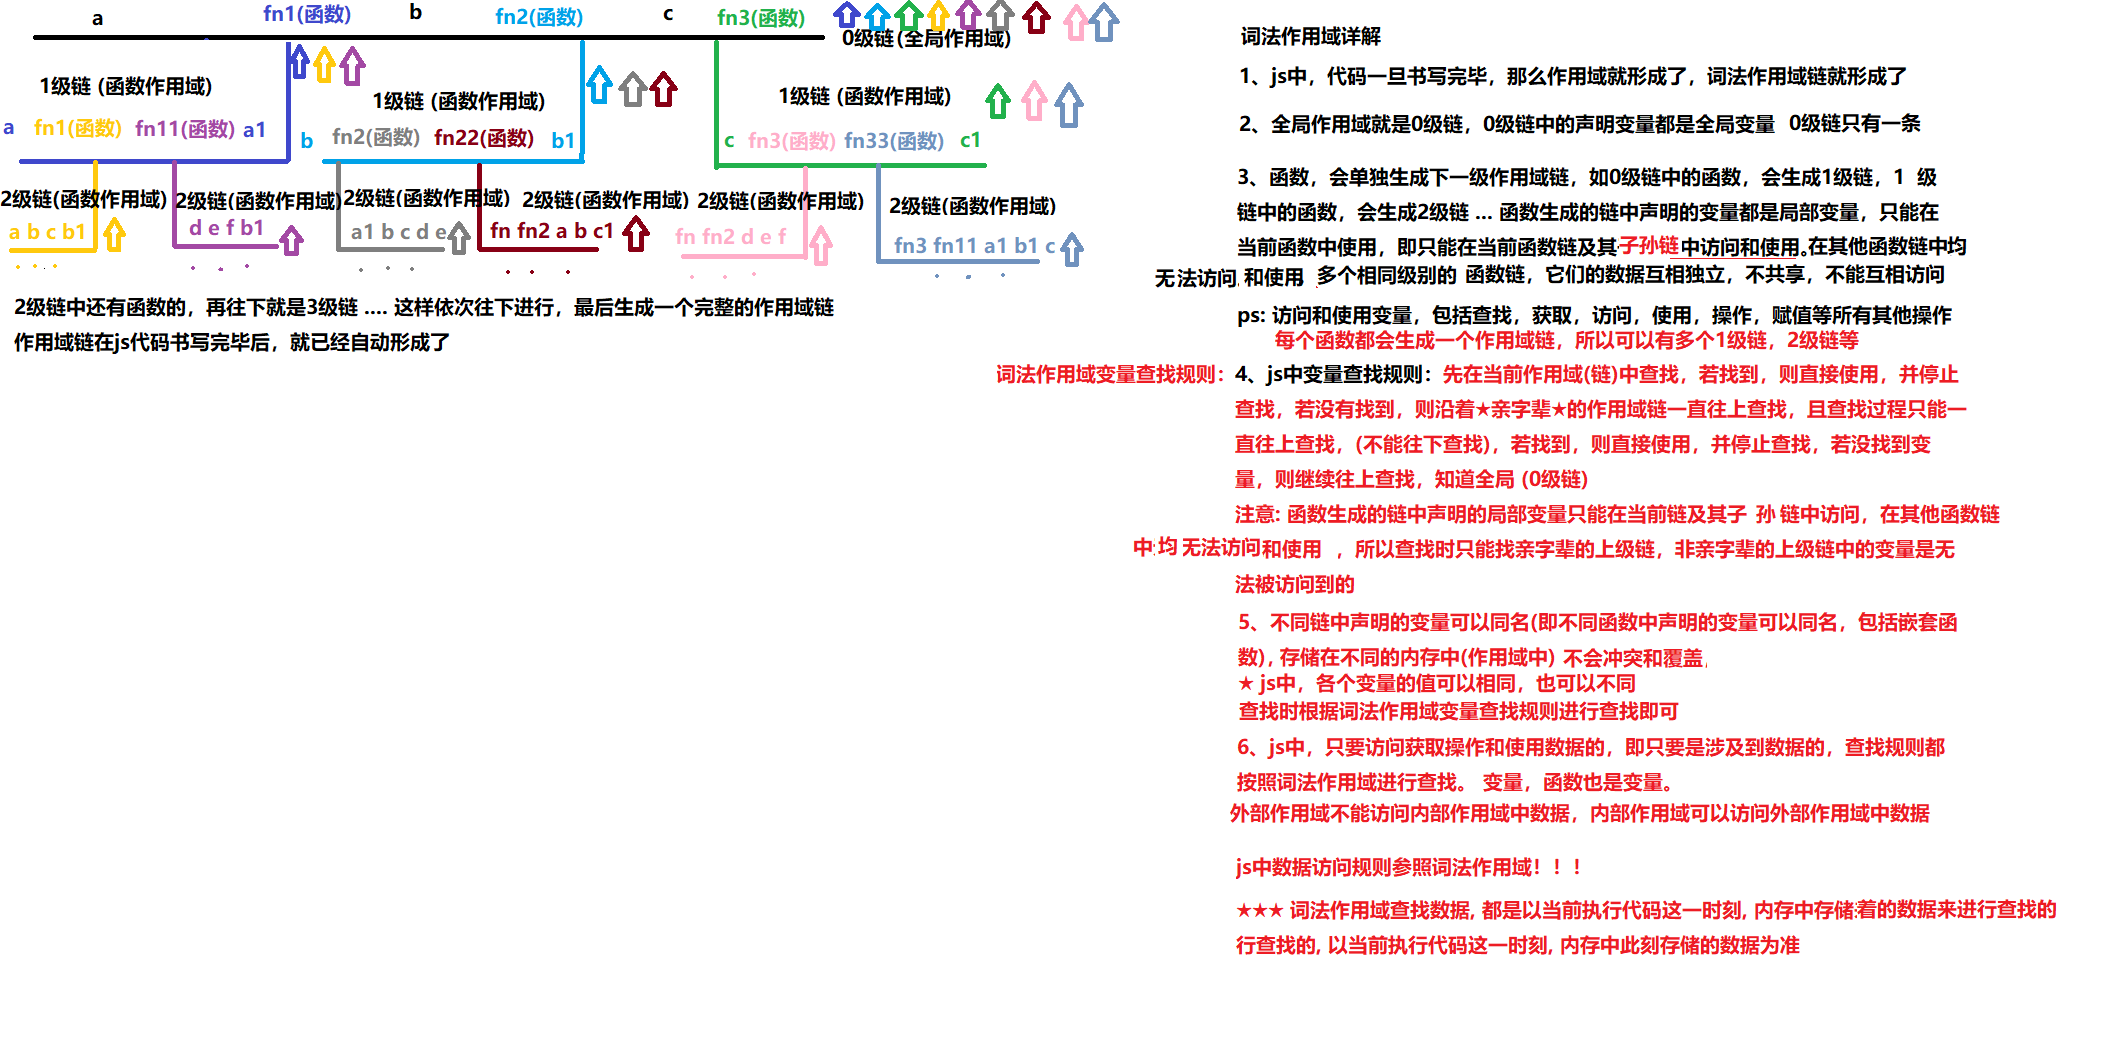 a fn1(函数) b fn2(函数) c fn3(函数)
0级链(全局作用域)
1级链 (函数作用域)
1级链 (函数作用域)
1级链 (函数作用域)
a fn1(函数) fn11(函数) a1
b fn2(函数) fn22(函数) b1
c fn3(函数) fn33(函数) c1
2级链(函数作用域)
2级链(函数作用域)
2级链(函数作用域)
2级链(函数作用域)
2级链(函数作用域)
2级链(函数作用域)
a b c b1
d e f b1
a1 b c d e
fn fn2 a b c1
fn fn2 d e f
fn3 fn11 a1 b1 c
2级链中还有函数的，再往下就是3级链 .... 这样依次往下进行，最后生成一个完整的作用域链
作用域链在js代码书写完毕后，就已经自动形成了
词法作用域详解
1、js中，代码一旦书写完毕，那么作用域就形成了，词法作用域链就形成了
2、全局作用域就是0级链，0级链中的声明变量都是全局变量 0级链只有一条
3、函数，会单独生成下一级作用域链，如0级链中的函数，会生成1级链，1 级
链中的函数，会生成2级链 ... 函数生成的链中声明的变量都是局部变量，只能在
当前函数中使用，即只能在当前函数链及其子孙链中访问和使用。在其他函数链中均
无法访问 和使用 多个相同级别的 函数链，它们的数据互相独立，不共享，不能互相访问
ps: 访问和使用变量，包括查找，获取，访问，使用，操作，赋值等所有其他操作
每个函数都会生成一个作用域链，所以可以有多个1级链，2级链等
词法作用域变量查找规则：4、js中变量查找规则：先在当前作用域(链)中查找，若找到，则直接使用，并停止
查找，若没有找到，则沿着★亲字辈★的作用域链一直往上查找，且查找过程只能一
直往上查找，(不能往下查找)，若找到，则直接使用，并停止查找，若没找到变
量，则继续往上查找，知道全局 (0级链)
注意: 函数生成的链中声明的局部变量只能在当前链及其子 孙 链中访问，在其他函数链
中 均 无法访问和使用 ，所以查找时只能找亲字辈的上级链，非亲字辈的上级链中的变量是无
法被访问到的
5、不同链中声明的变量可以同名(即不同函数中声明的变量可以同名，包括嵌套函
数), 存储在不同的内存中(作用域中) 不会冲突和覆盖,
★ js中，各个变量的值可以相同，也可以不同
查找时根据词法作用域变量查找规则进行查找即可
6、js中，只要访问获取操作和使用数据的，即只要是涉及到数据的，查找规则都
按照词法作用域进行查找。 变量，函数也是变量。
外部作用域不能访问内部作用域中数据，内部作用域可以访问外部作用域中数据
js中数据访问规则参照词法作用域！！！
★★★ 词法作用域查找数据, 都是以当前执行代码这一时刻, 内存中存储着的数据来进行查找的
行查找的, 以当前执行代码这一时刻, 内存中此刻存储的数据为准